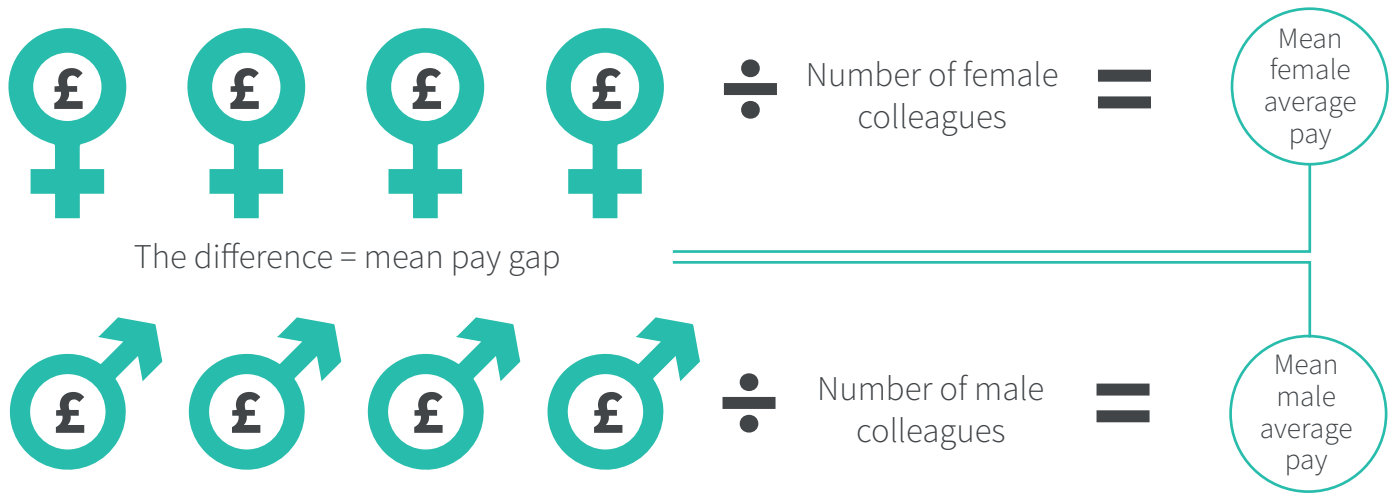 £ £ £ £ ÷ Number of female colleagues =
Mean
female
average
pay
The difference = mean pay gap
£ £ £ £ ÷ Number of male colleagues =
Mean
male
average
pay